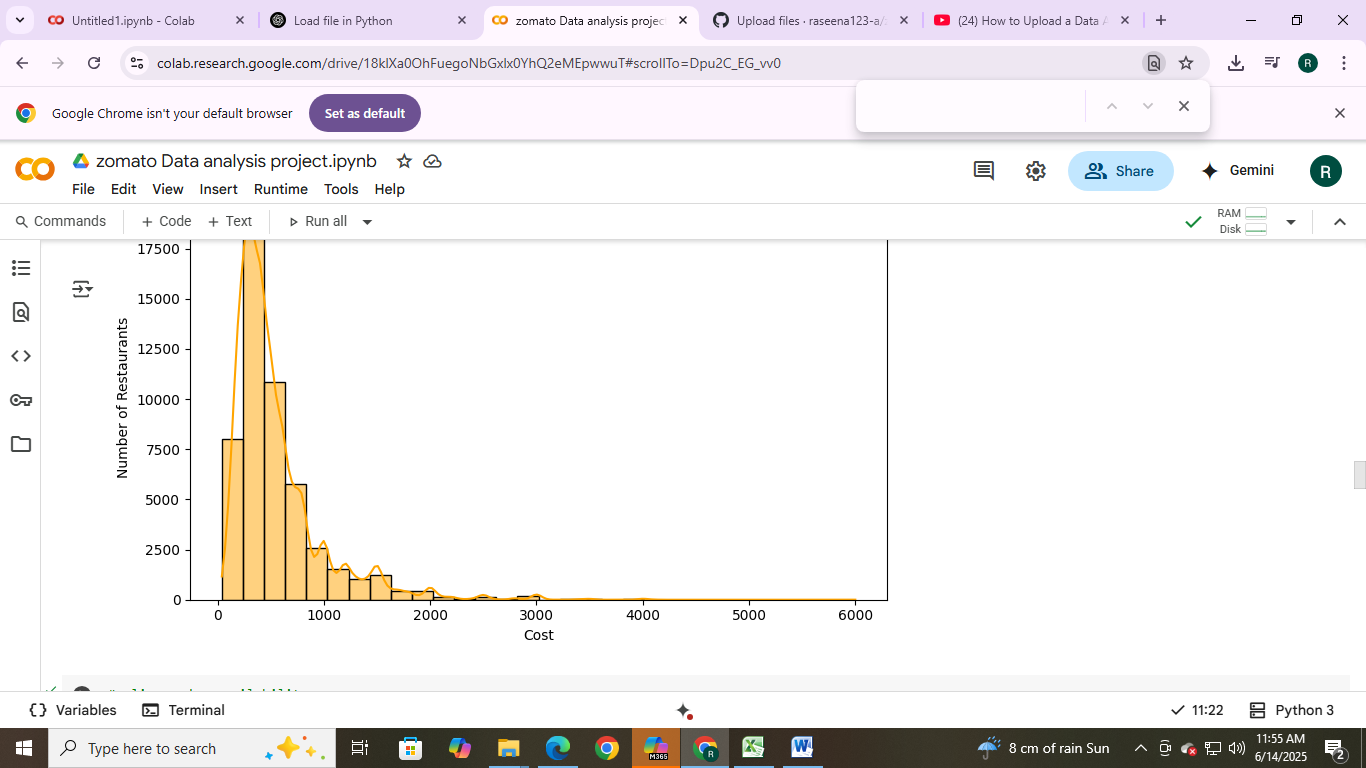 Untitled1.ipynb - Colab
Load file in Python
zomato Data analysis project
Upload files · raseena123-a/
(24) How to Upload a Data A
colab.research.google.com/drive/18klXa0OhFuegoNbGxlx0YhQ2eMEpwwuT#scrollTo=Dpu2C_EG_vv0
R
Google Chrome isn't your default browser
Set as default
zomato Data analysis project.ipynb
File Edit View Insert Runtime Tools Help
Share
Gemini
R
Commands
+ Code
+ Text
Run all
RAM
Disk
Number of Restaurants
17500
15000
12500
10000
7500
5000
2500
0
0 1000 2000 3000 4000 5000 6000
Cost
Variables
Terminal
11:22
Python 3
Type here to search
M365
R
8 cm of rain Sun
11:55 AM
6/14/2025
2